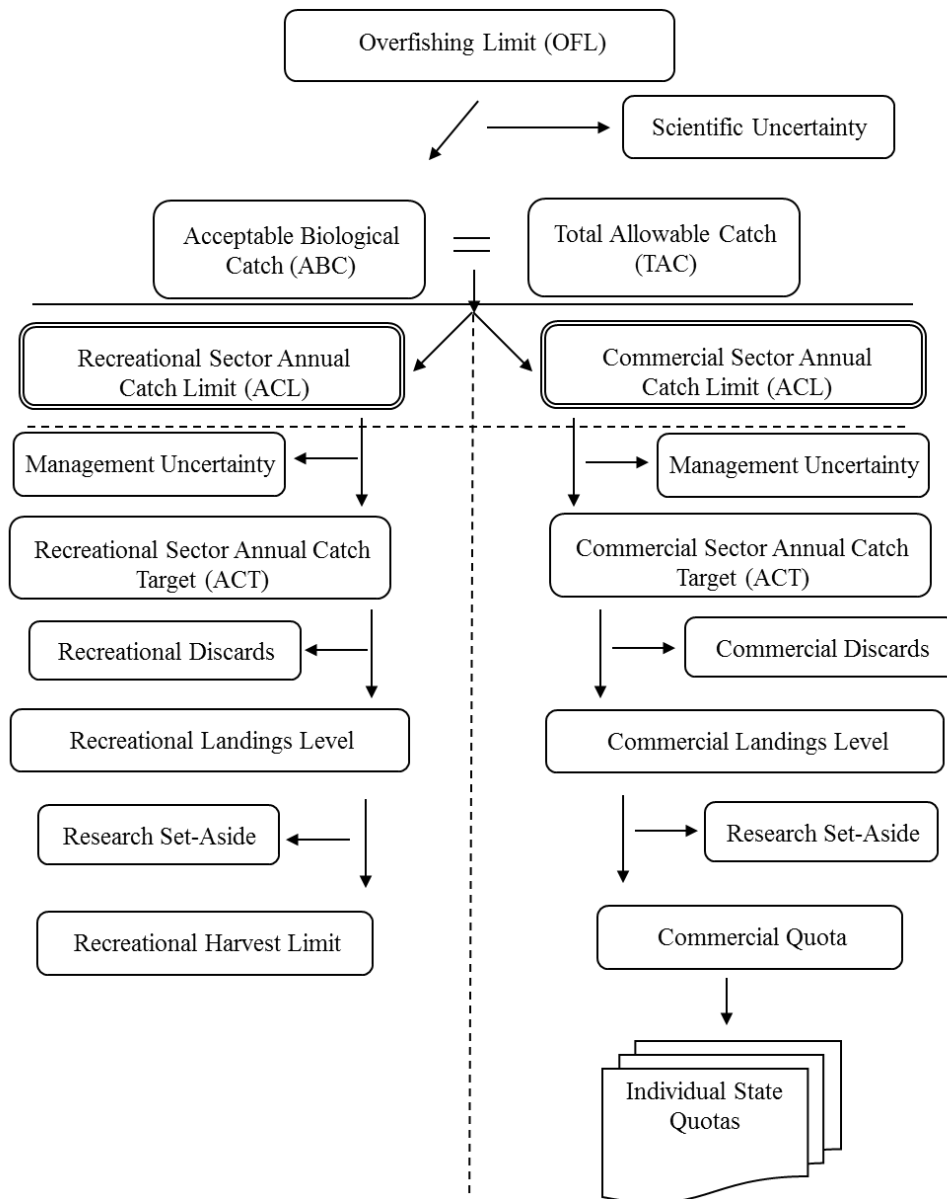 Overfishing Limit (OFL)
Scientific Uncertainty
Acceptable Biological
Catch (ABC)
Total Allowable Catch
(TAC)
Recreational Sector Annual
Catch Limit (ACL)
Commercial Sector Annual
Catch Limit (ACL)
Management Uncertainty
Management Uncertainty
Recreational Sector Annual Catch
Target (ACT)
Commercial Sector Annual Catch
Target (ACT)
Recreational Discards
Commercial Discards
Recreational Landings Level
Commercial Landings Level
Research Set-Aside
Research Set-Aside
Recreational Harvest Limit
Commercial Quota
Individual State
Quotas